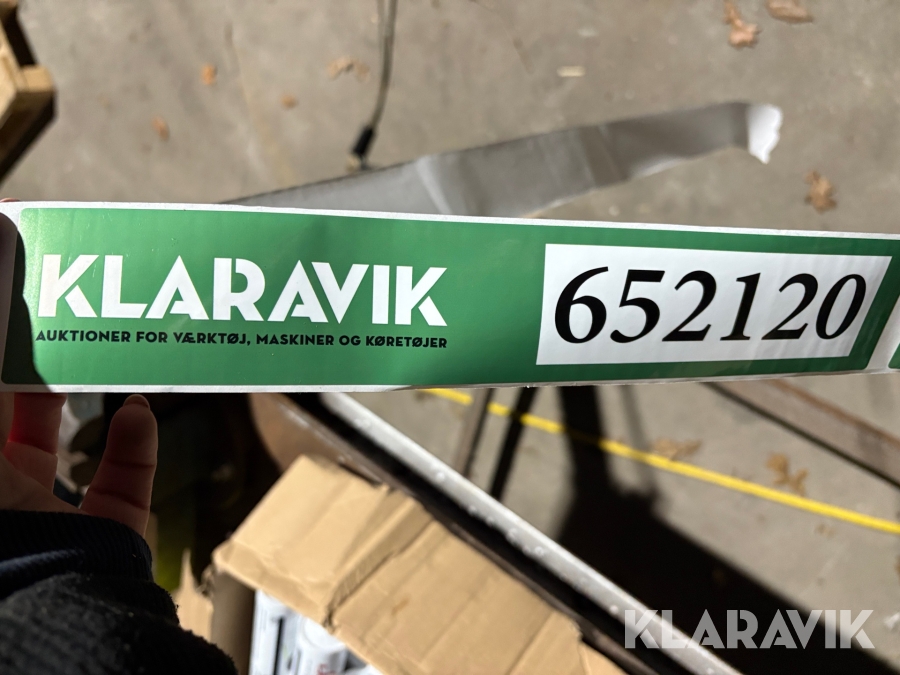 KLARAVIK
AUKTIONER FOR VÆRKTØJ, MASKINER OG KØRETØJER
652120
KLARAVIK